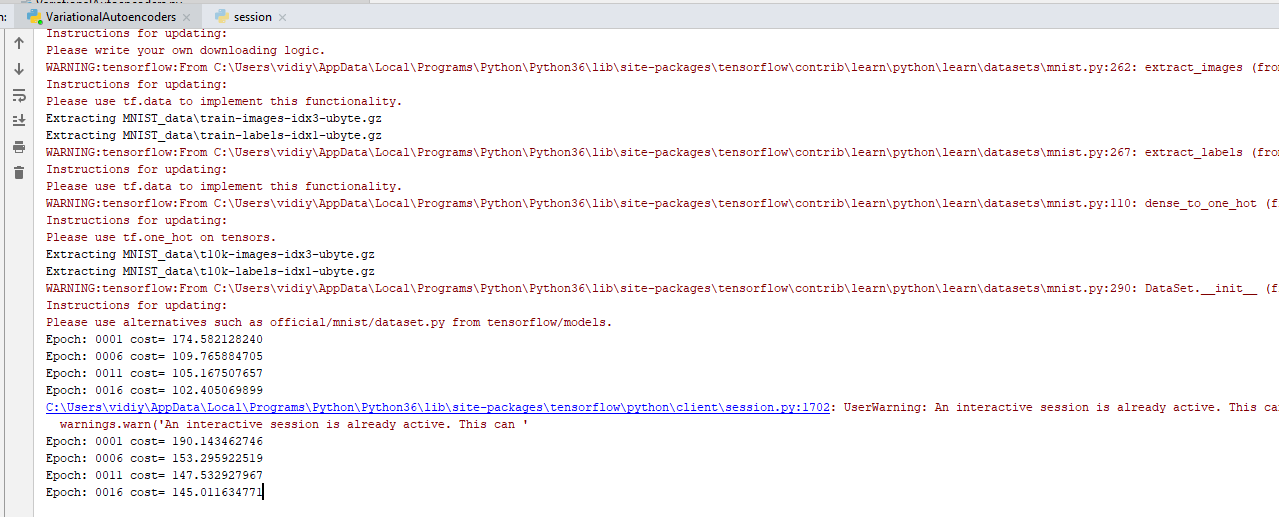 VariationalAutoencoders.py
n: VariationalAutoencoders × session ×
Instructions for updating:
Please write your own downloading logic.
WARNING:tensorflow:From C:\Users\vidiy\AppData\Local\Programs\Python\Python36\lib\site-packages\tensorflow\contrib\learn\python\learn\datasets\mnist.py:262: extract_images (fro
Instructions for updating:
Please use tf.data to implement this functionality.
Extracting MNIST_data\train-images-idx3-ubyte.gz
Extracting MNIST_data\train-labels-idx1-ubyte.gz
WARNING:tensorflow:From C:\Users\vidiy\AppData\Local\Programs\Python\Python36\lib\site-packages\tensorflow\contrib\learn\python\learn\datasets\mnist.py:267: extract_labels (fro
Instructions for updating:
Please use tf.data to implement this functionality.
WARNING:tensorflow:From C:\Users\vidiy\AppData\Local\Programs\Python\Python36\lib\site-packages\tensorflow\contrib\learn\python\learn\datasets\mnist.py:110: dense_to_one_hot (f
Instructions for updating:
Please use tf.one_hot on tensors.
Extracting MNIST_data\t10k-images-idx3-ubyte.gz
Extracting MNIST_data\t10k-labels-idx1-ubyte.gz
WARNING:tensorflow:From C:\Users\vidiy\AppData\Local\Programs\Python\Python36\lib\site-packages\tensorflow\contrib\learn\python\learn\datasets\mnist.py:290: DataSet.__init__ (f
Instructions for updating:
Please use alternatives such as official/mnist/dataset.py from tensorflow/models.
Epoch: 0001 cost= 174.582128240
Epoch: 0006 cost= 109.765884705
Epoch: 0011 cost= 105.167507657
Epoch: 0016 cost= 102.405069899
C:\Users\vidiy\AppData\Local\Programs\Python\Python36\lib\site-packages\tensorflow\python\client\session.py:1702: UserWarning: An interactive session is already active. This ca
warnings.warn('An interactive session is already active. This can '
Epoch: 0001 cost= 190.143462746
Epoch: 0006 cost= 153.295922519
Epoch: 0011 cost= 147.532927967
Epoch: 0016 cost= 145.011634771